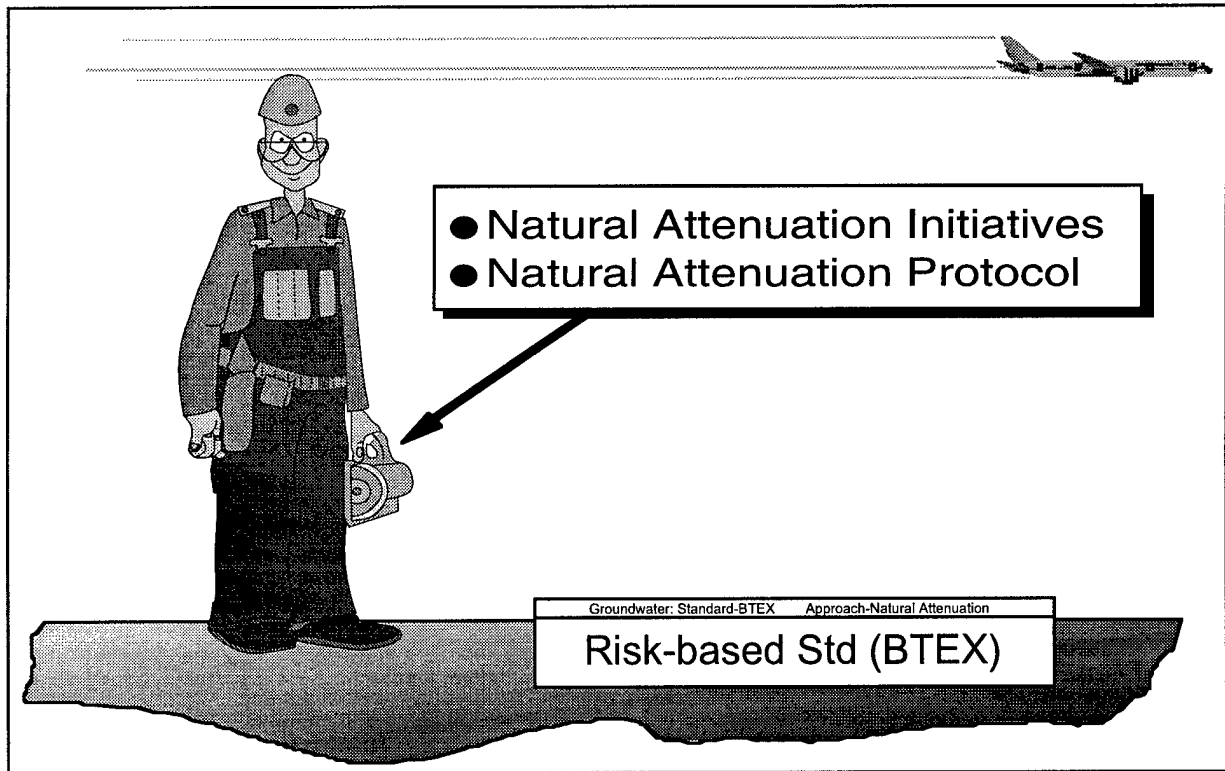 ● Natural Attenuation Initiatives
● Natural Attenuation Protocol
Groundwater: Standard-BTEX Approach-Natural Attenuation
Risk-based Std (BTEX)